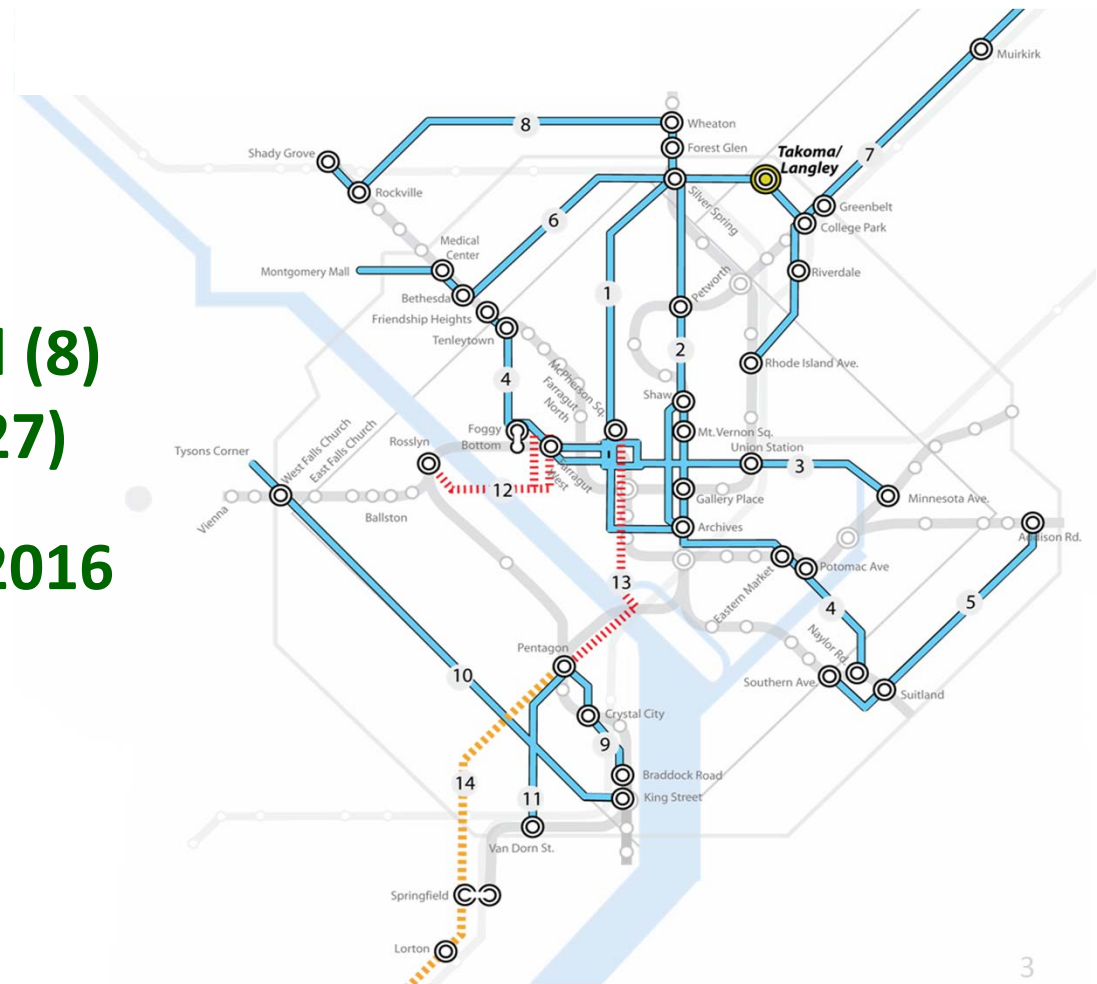 Muirkirk
8
Wheaton
Shady Grove
Forest Glen
Takoma/
Langley
7
Rockville
Silver Spring
Greenbelt
College Park
6
Medical
Center
Montgomery Mall
Riverdale
Bethesda
1
Petworth
Friendship Heights
Tenleytown
2
l (8)
McPherson Sq.
Farragut
North
Rhode Island Ave.
4
Shaw
27)
Foggy
Bottom
Mt. Vernon Sq.
Rosslyn
Union Station
Tysons Corner
West Falls Church
East Falls Church
Farragut
West
3
12
Gallery Place
Minnesota Ave.
Vienna
Ballston
Archives
Addison Rd.
2016
Potomac Ave
Eastern Market
13
4
5
Naylor Rd.
Pentagon
10
Southern Ave.
Suitland
Crystal City
9
Braddock Road
14
11
King Street
Van Dorn St.
Springfield
Lorton
3